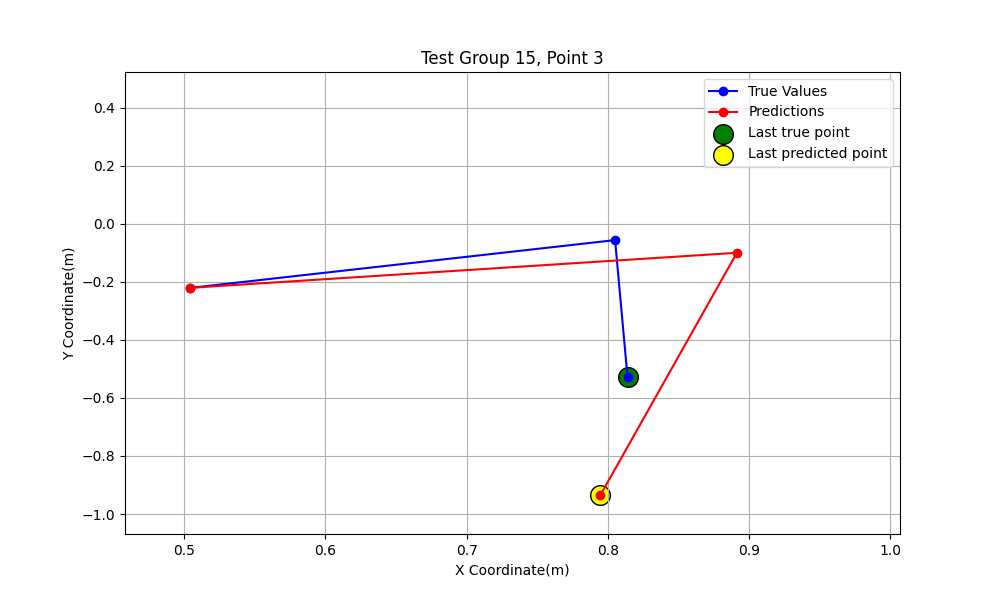 Test Group 15, Point 3
True Values
Predictions
Last true point
Last predicted point
Y Coordinate(m)
0.4
0.2
0.0
−0.2
−0.4
−0.6
−0.8
−1.0
0.5 0.6 0.7 0.8 0.9 1.0
X Coordinate(m)